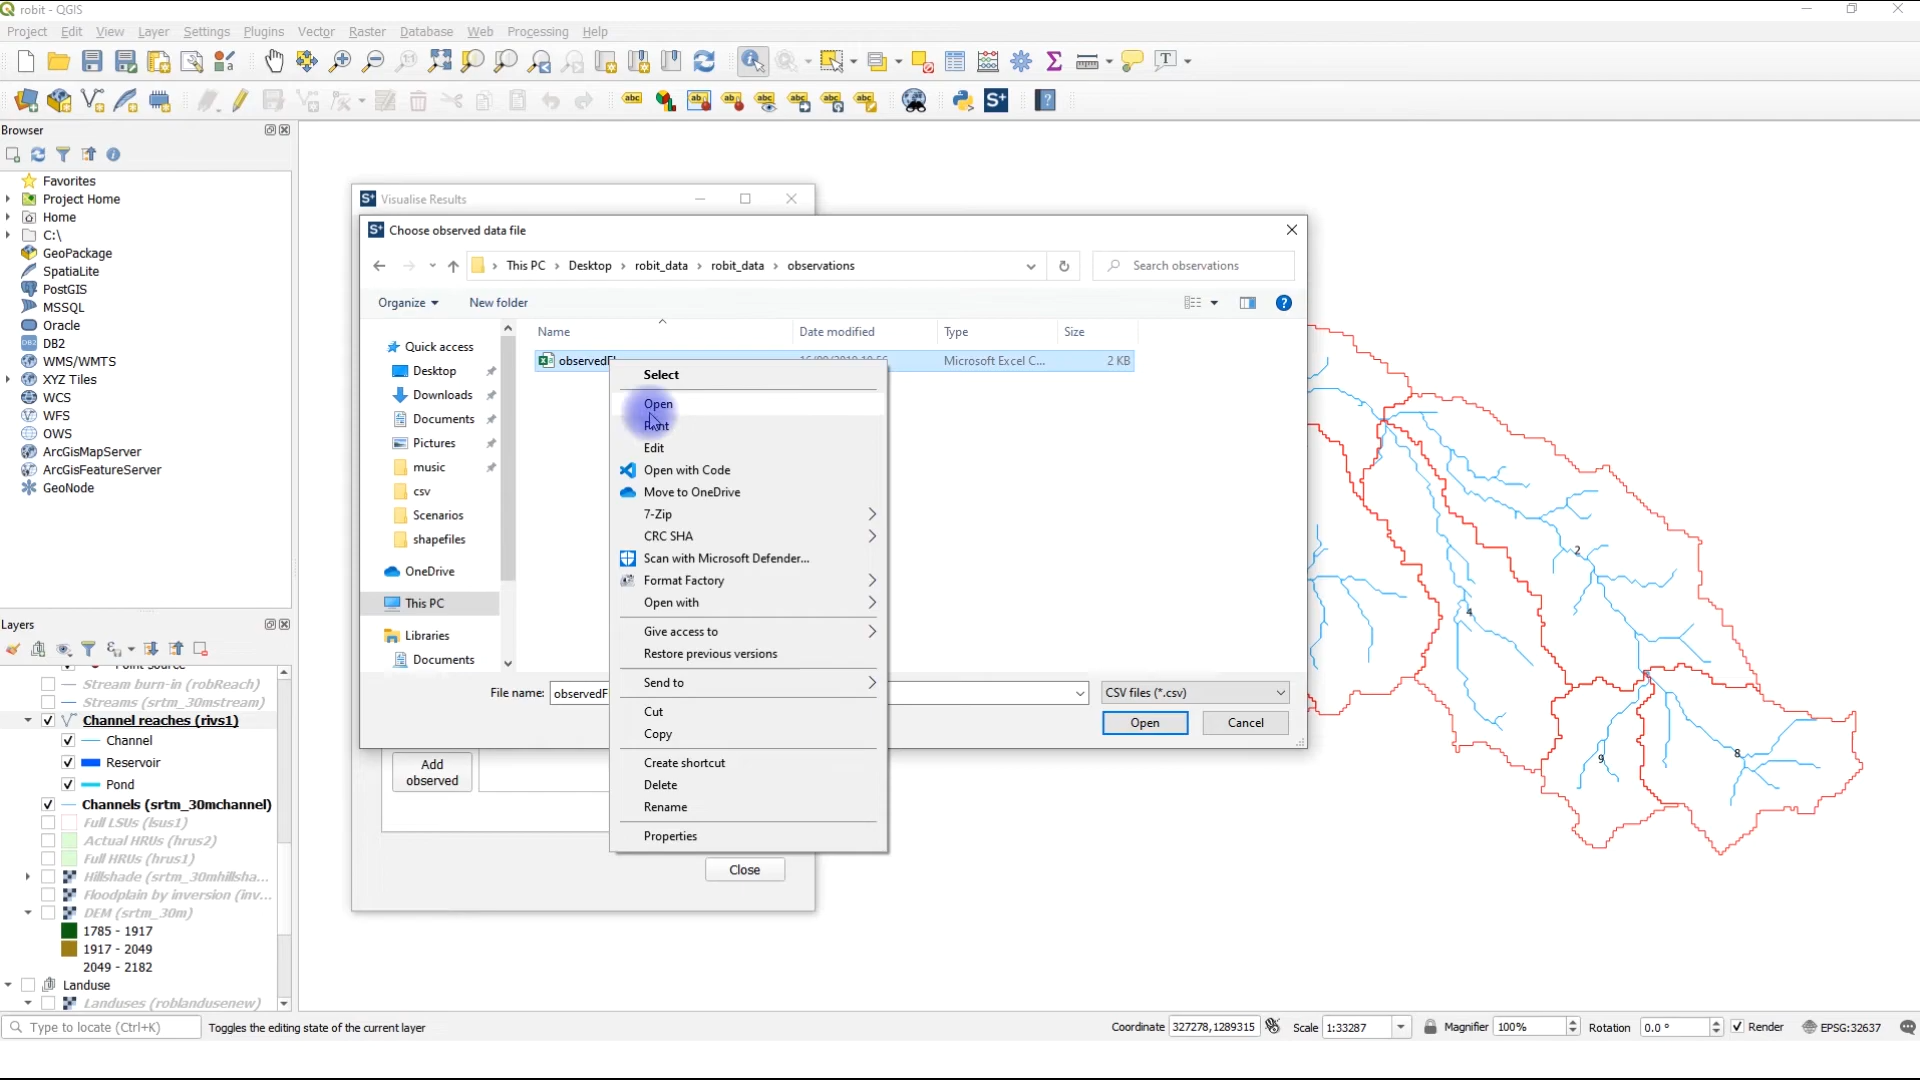 robit - QGIS
Project Edit View Layer Settings Plugins Vector Raster Database Web Processing Help
Browser
Favorites
Project Home
Home
C:\
GeoPackage
SpatiaLite
PostGIS
MSSQL
Oracle
DB2
WMS/WMTS
XYZ Tiles
WCS
WFS
OWS
ArcGisMapServer
ArcGisFeatureServer
GeoNode
Layers
Point source
Stream burn-in (robReach)
Streams (srtm_30mstream)
Channel reaches (rivs1)
Channel
Reservoir
Pond
Channels (srtm_30mchannel)
Full LSUs (lsus1)
Actual HRUs (hrus2)
Full HRUs (hrus1)
Hillshade (srtm_30mhillsha...
Floodplain by inversion (inv...
DEM (srtm_30m)
1785 - 1917
1917 - 2049
2049 - 2182
Landuse
Landuses (roblandusenew)
Visualise Results
Choose observed data file
This PC > Desktop > robit_data > robit_data > observations
Search observations
Organize New folder
Name Date modified Type Size
observedFl Microsoft Excel C... 2 KB
Quick access
Desktop
Downloads
Documents
Pictures
music
csv
Scenarios
shapefiles
OneDrive
This PC
Libraries
Documents
Select
Open
Print
Edit
Open with Code
Move to OneDrive
7-Zip
CRC SHA
Scan with Microsoft Defender...
Format Factory
Open with
Give access to
Restore previous versions
Send to
Cut
Copy
Create shortcut
Delete
Rename
Properties
File name: observedF CSV files (*.csv)
Open Cancel
Add
observed
Close
2
4
8
9
Type to locate (Ctrl+K) Toggles the editing state of the current layer Coordinate 327278,1289315 Scale 1:33287 Magnifier 100% Rotation 0.0 ° Render EPSG:32637